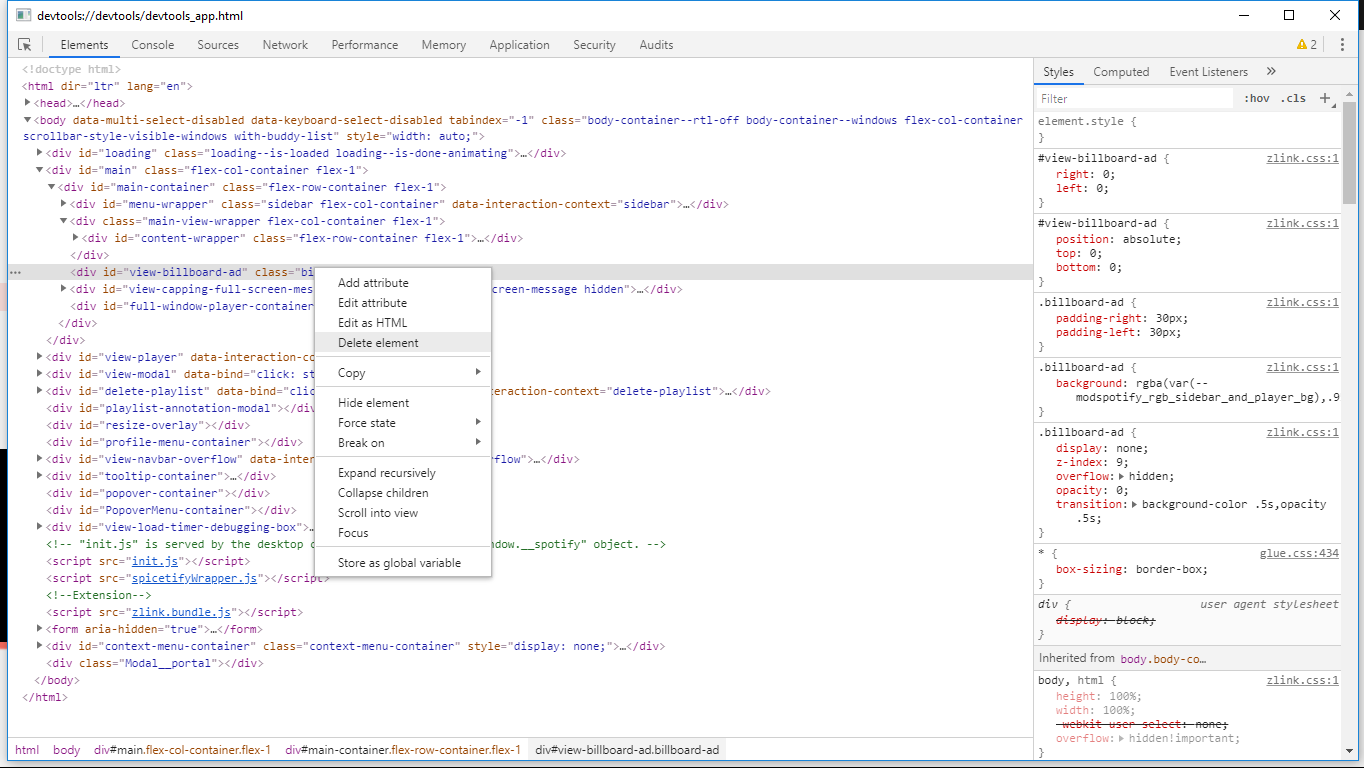 devtools://devtools/devtools_app.html
Elements Console Sources Network Performance Memory Application Security Audits 2
<!doctype html>
<html dir="ltr" lang="en">
<head>…</head>
<body data-multi-select-disabled data-keyboard-select-disabled tabindex="-1" class="body-container--rtl-off body-container--windows flex-col-container
scrollbar-style-visible-windows with-buddy-list" style="width: auto;">
<div id="loading" class="loading--is-loaded loading--is-done-animating">…</div>
<div id="main" class="flex-col-container flex-1">
<div id="main-container" class="flex-row-container flex-1">
<div id="menu-wrapper" class="sidebar flex-col-container" data-interaction-context="sidebar">…</div>
<div class="main-view-wrapper flex-col-container flex-1">
<div id="content-wrapper" class="flex-row-container flex-1">…</div>
</div>
… <div id="view-billboard-ad" class="bi
<div id="view-capping-full-screen-mes creen-message hidden">…</div>
<div id="full-window-player-container
</div>
</div>
<div id="view-player" data-interaction-co
<div id="view-modal" data-bind="click: st
<div id="delete_playlist" data-bind="clic nteraction-context="delete-playlist">…</div>
<div id="playlist-annotation-modal"></div
<div id="resize-overlay"></div>
<div id="profile-menu-container"></div>
<div id="view-navbar-overflow" data-inter rflow">…</div>
<div id="tooltip-container">…</div>
<div id="popover-container"></div>
<div id="PopoverMenu-container"></div>
<div id="view-load-timer-debugging-box">…
<!-- "init.js" is served by the desktop c ndow.__spotify" object. -->
<script src="init.js"></script>
<script src="spicetifyWrapper.js"></script>
<!--Extension-->
<script src="zlink.bundle.js"></script>
<form aria-hidden="true">…</form>
<div id="context-menu-container" class="context-menu-container" style="display: none;">…</div>
<div class="Modal__portal"></div>
</body>
</html>
Add attribute
Edit attribute
Edit as HTML
Delete element
Copy
Hide element
Force state
Break on
Expand recursively
Collapse children
Scroll into view
Focus
Store as global variable
html body div#main.flex-col-container.flex-1 div#main-container.flex-row-container.flex-1 div#view-billboard-ad.billboard-ad
Styles Computed Event Listeners »
Filter :hov .cls +
element.style {
}
#view-billboard-ad { zlink.css:1
right: 0;
left: 0;
}
#view-billboard-ad { zlink.css:1
position: absolute;
top: 0;
bottom: 0;
}
.billboard-ad { zlink.css:1
padding-right: 30px;
padding-left: 30px;
}
.billboard-ad { zlink.css:1
background: rgba(var(--
modspotify_rgb_sidebar_and_player_bg),.9
}
.billboard-ad { zlink.css:1
display: none;
z-index: 9;
overflow: hidden;
opacity: 0;
transition: background-color .5s,opacity
.5s;
}
* { glue.css:434
box-sizing: border-box;
}
div { user agent stylesheet
display: block;
}
Inherited from body.body-co…
body, html { zlink.css:1
height: 100%;
width: 100%;
-webkit-user-select: none;
overflow: hidden!important;
}